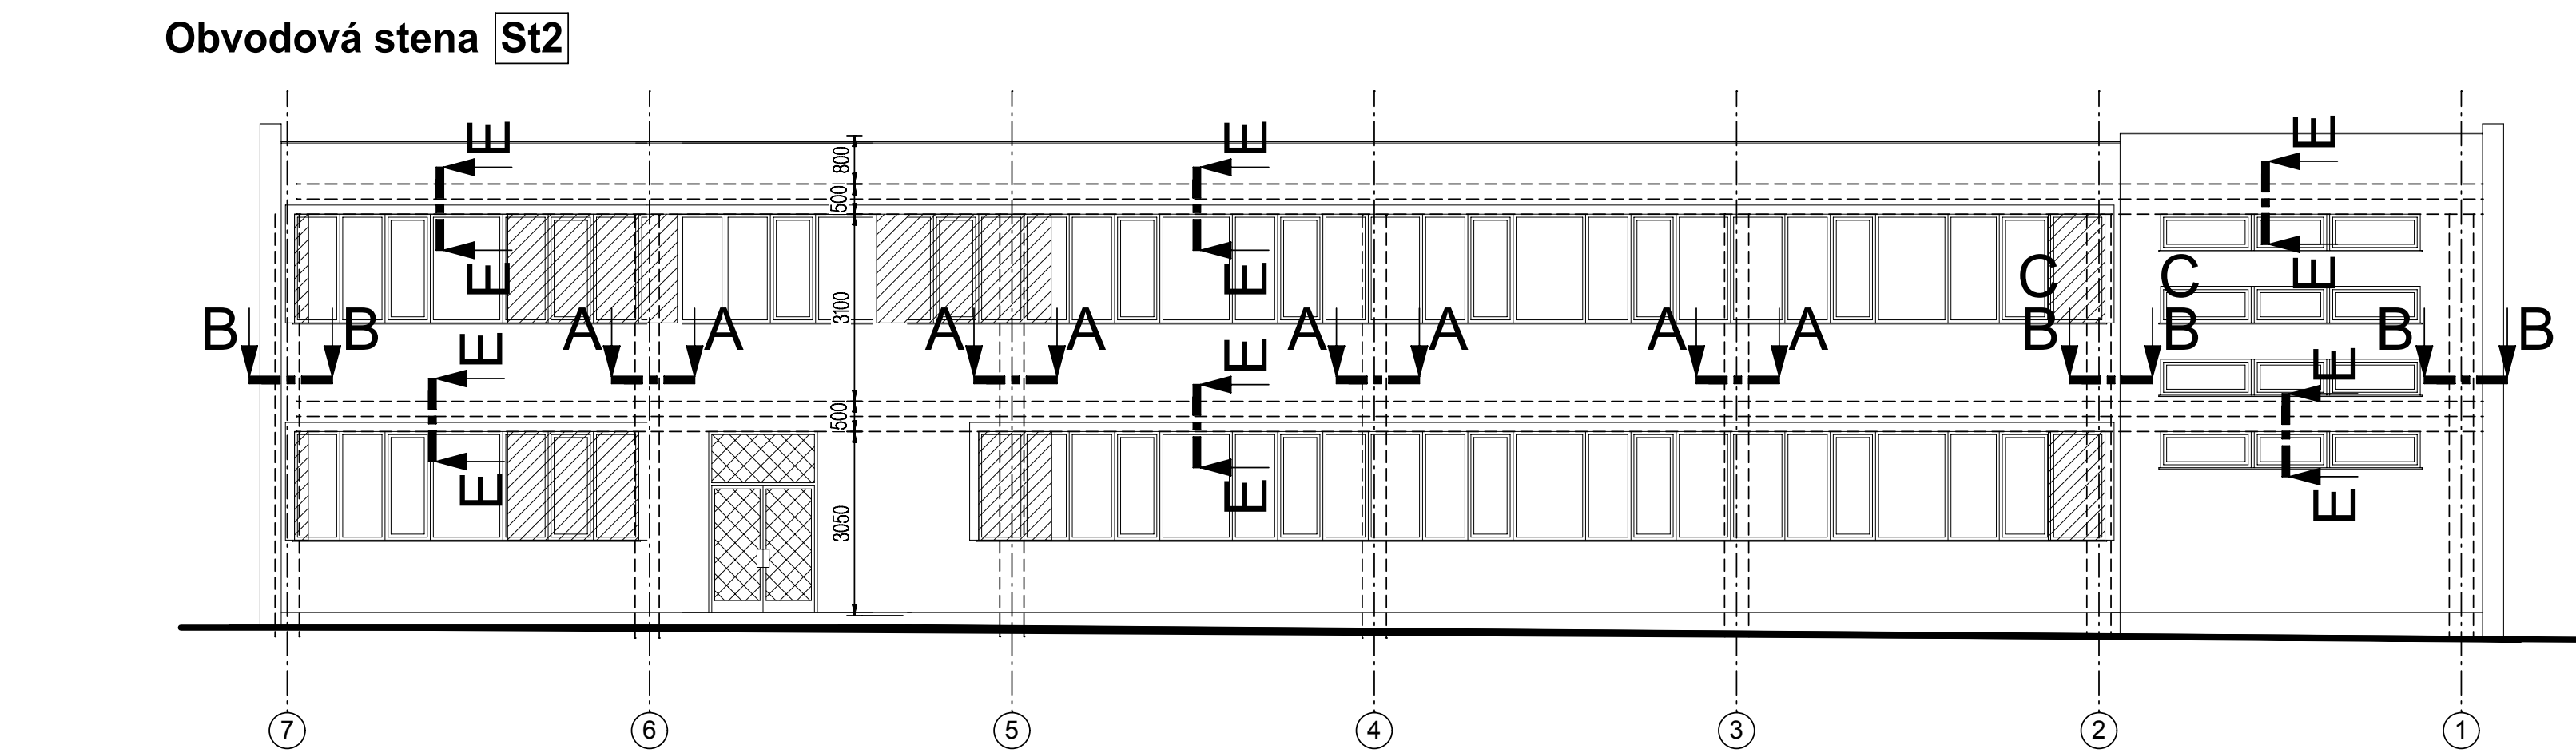 Obvodová stena St2
E E E
800
500
E E E
C C
3100
B B A A A A A A A A B B B B
E E E
500
E E E
3050
7 6 5 4 3 2 1